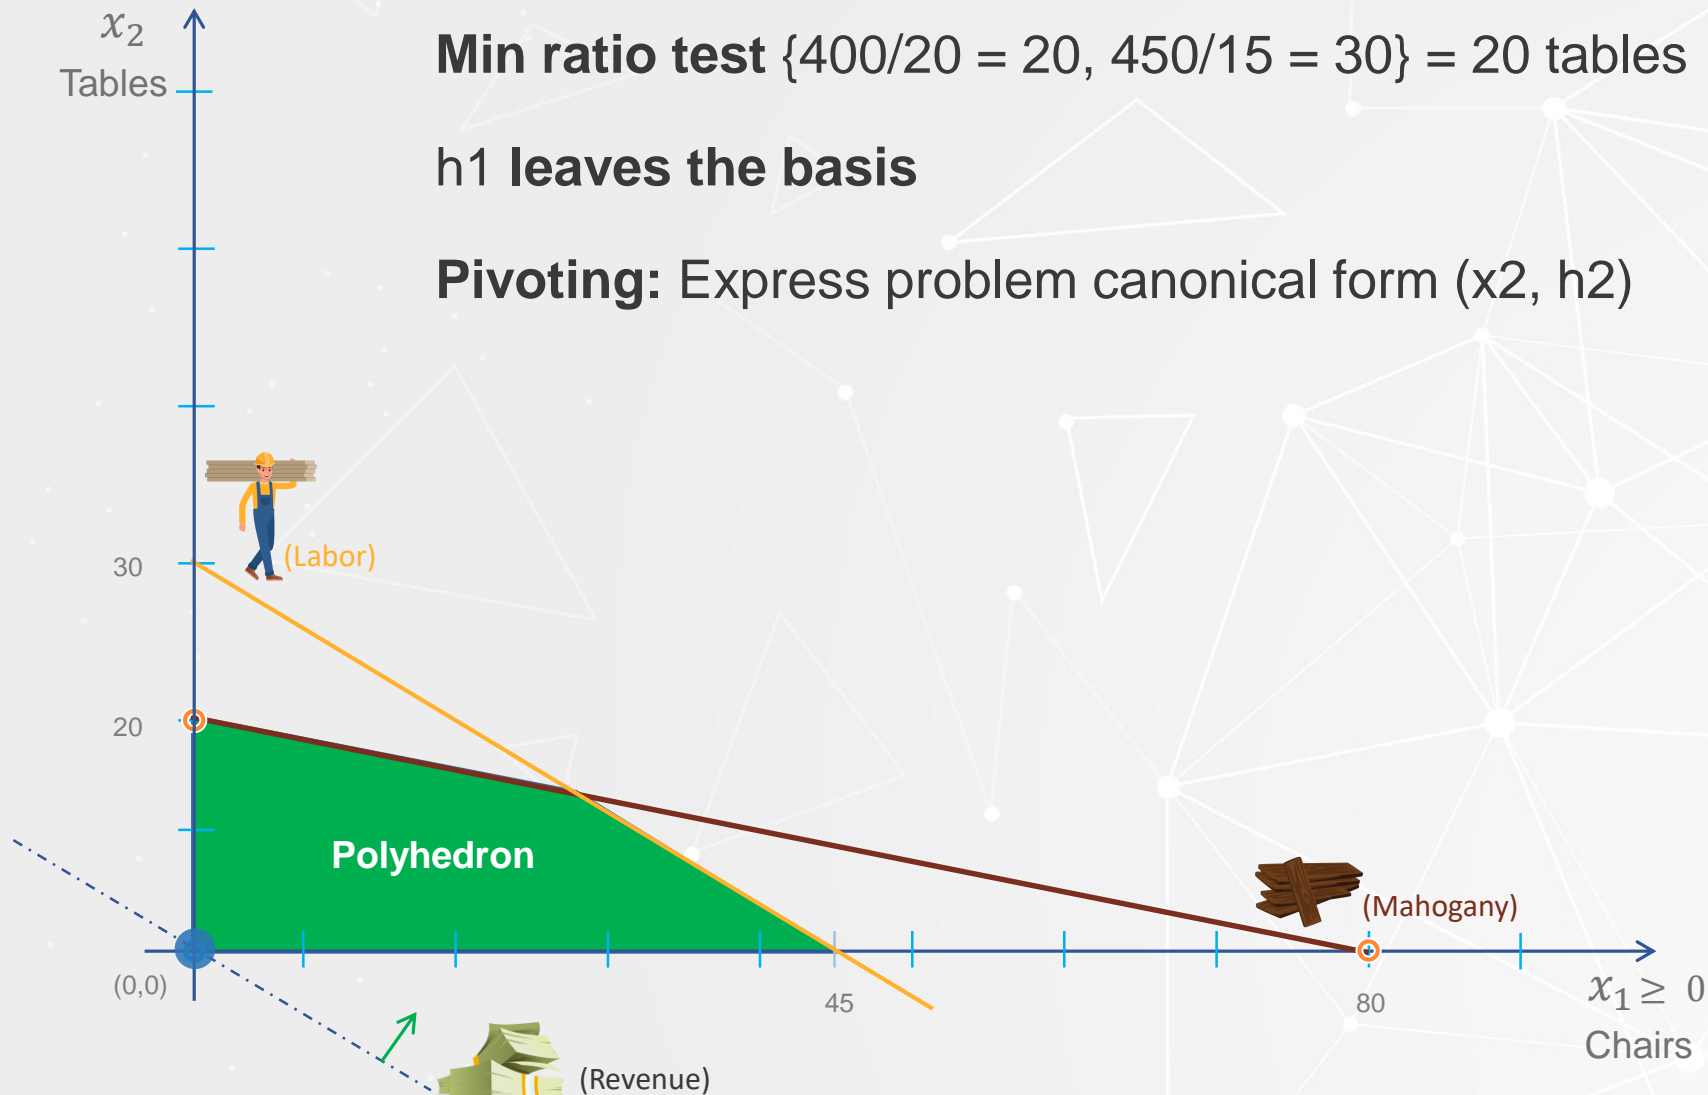 x₂
Tables
Min ratio test {400/20 = 20, 450/15 = 30} = 20 tables
h1 leaves the basis
Pivoting: Express problem canonical form (x2, h2)
(Labor)
30
20
Polyhedron
(Mahogany)
(0,0)
45
80
x₁ ≥ 0
Chairs
(Revenue)